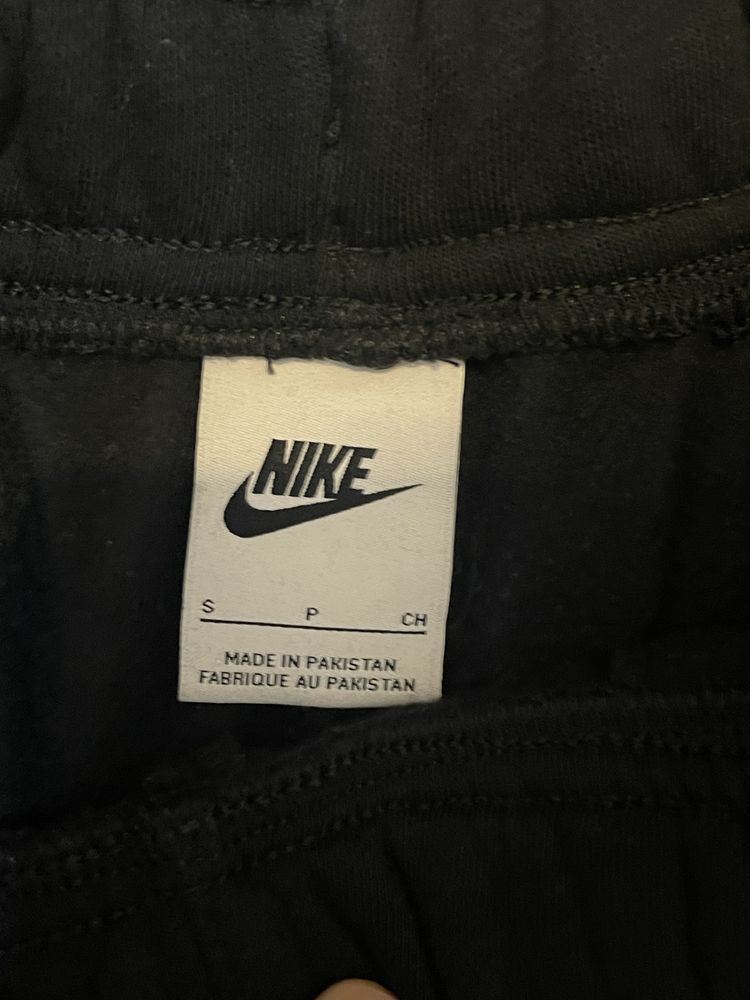 NIKE
S P CH
MADE IN PAKISTAN
FABRIQUE AU PAKISTAN